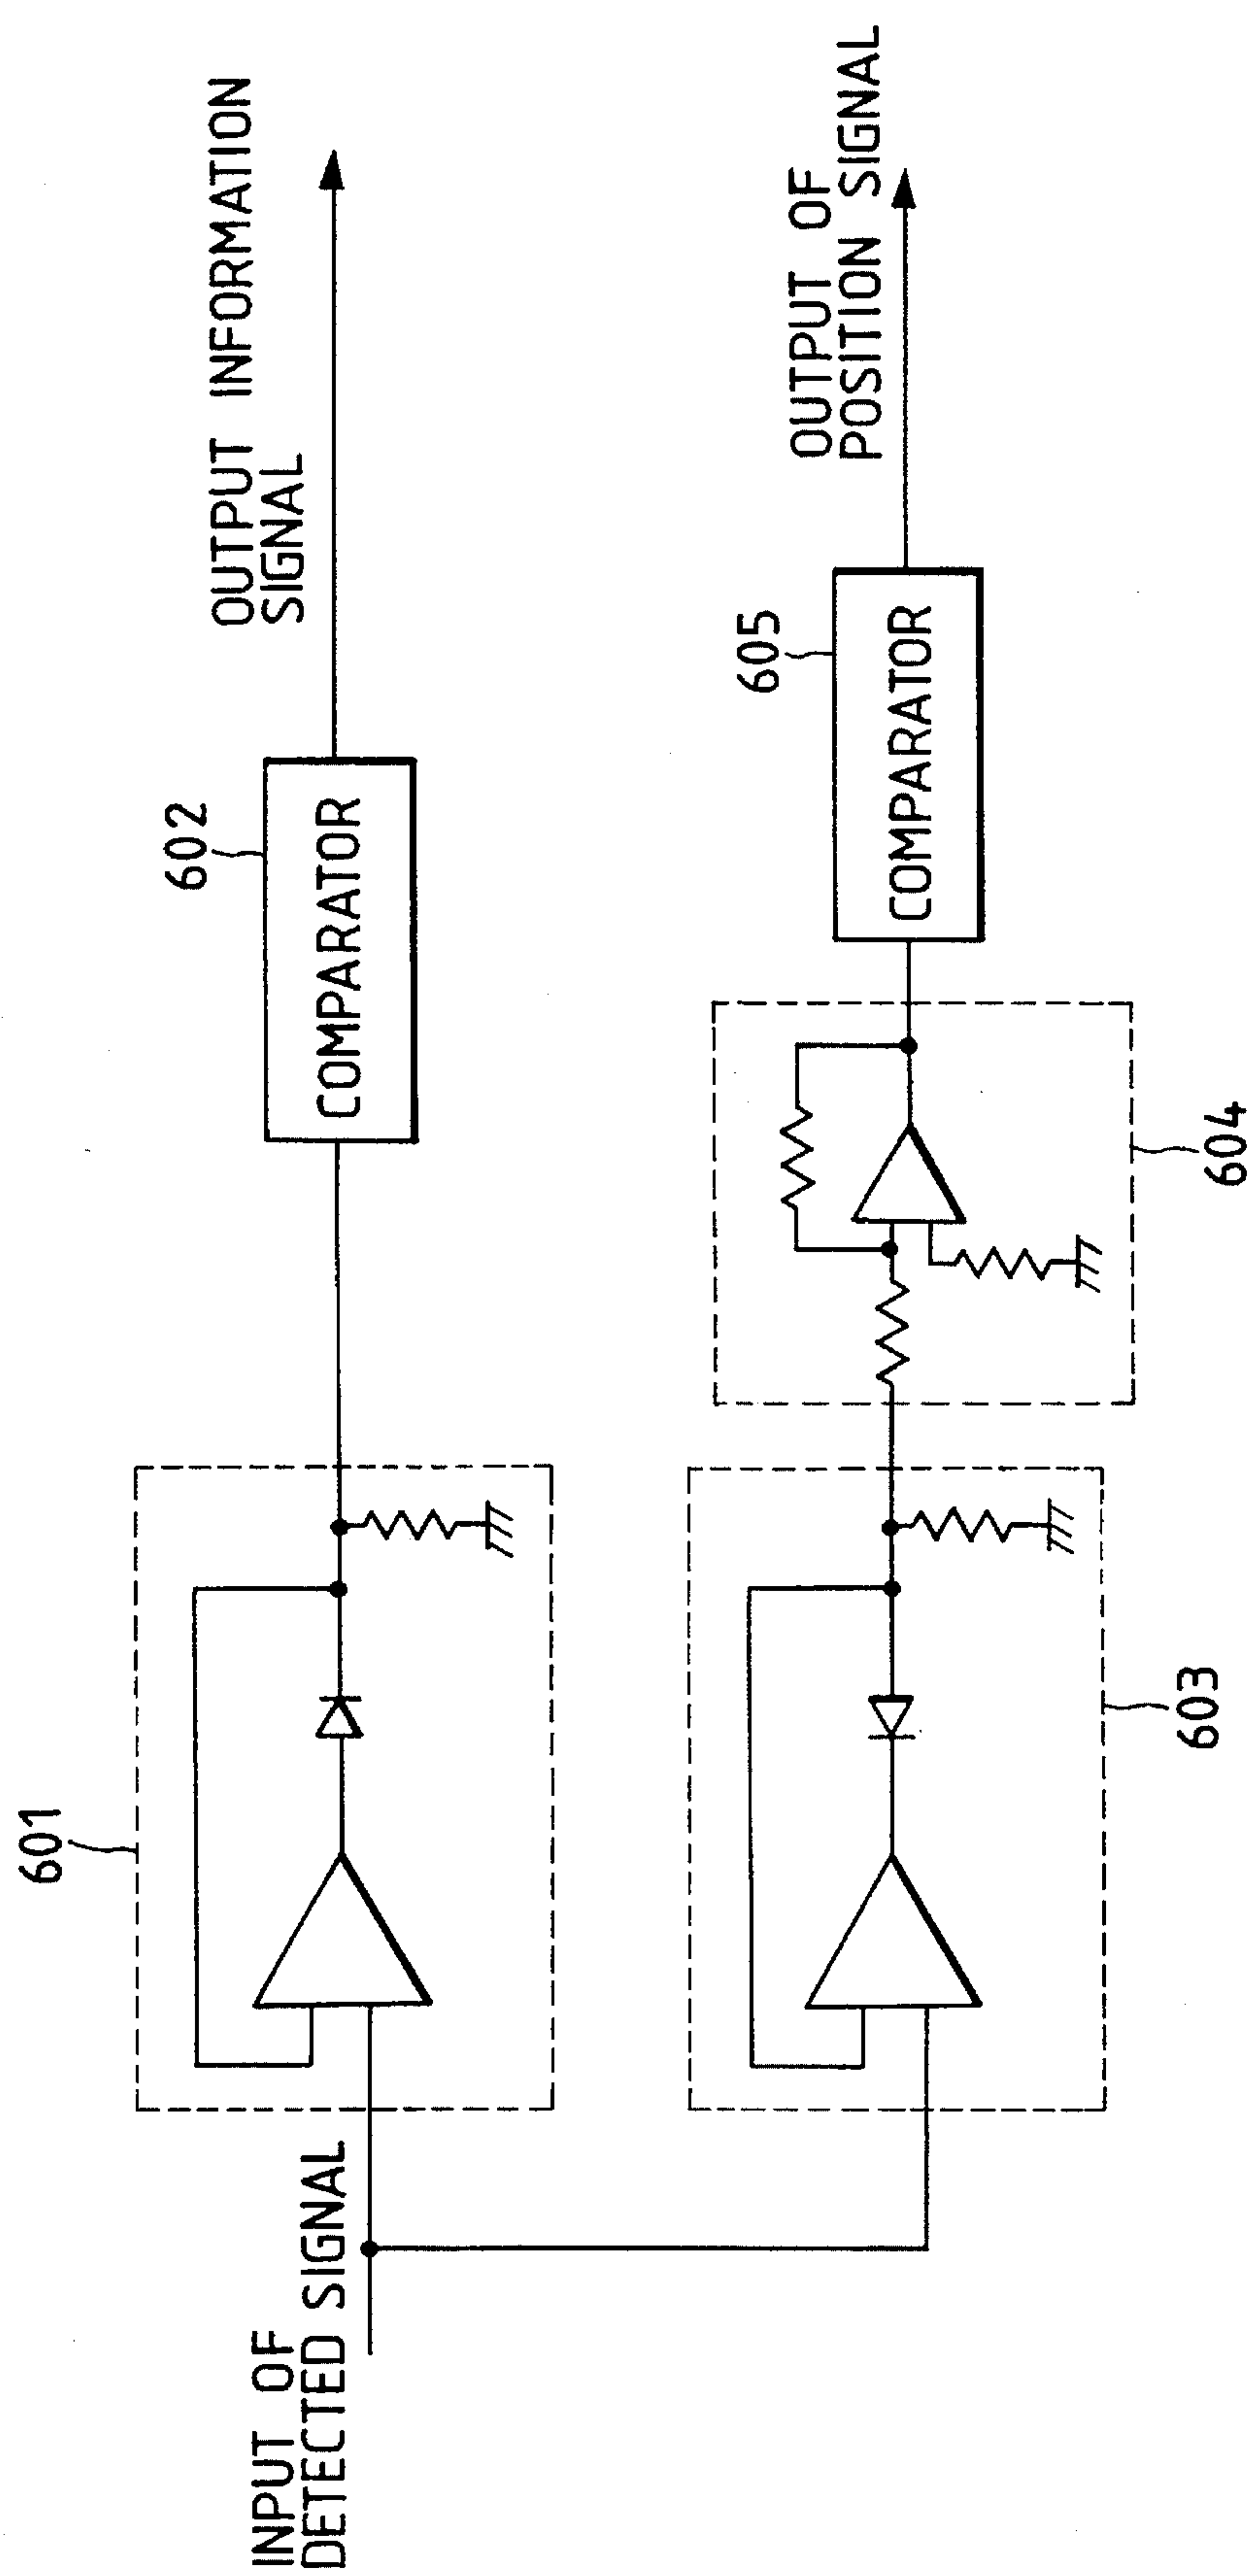 INPUT OF
DETECTED SIGNAL
601
602
COMPARATOR
OUTPUT INFORMATION
SIGNAL
603
604
605
COMPARATOR
OUTPUT OF
POSITION SIGNAL